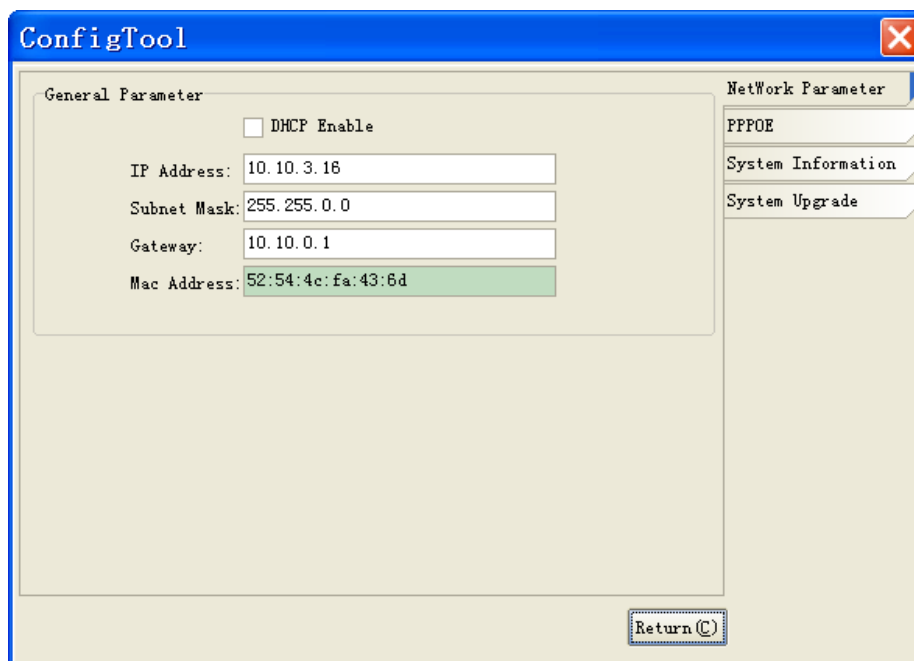 ConfigTool
General Parameter
DHCP Enable
IP Address: 10.10.3.16
Subnet Mask: 255.255.0.0
Gateway: 10.10.0.1
Mac Address: 52:54:4c:fa:43:6d
NetWork Parameter
PPPOE
System Information
System Upgrade
Return(C)